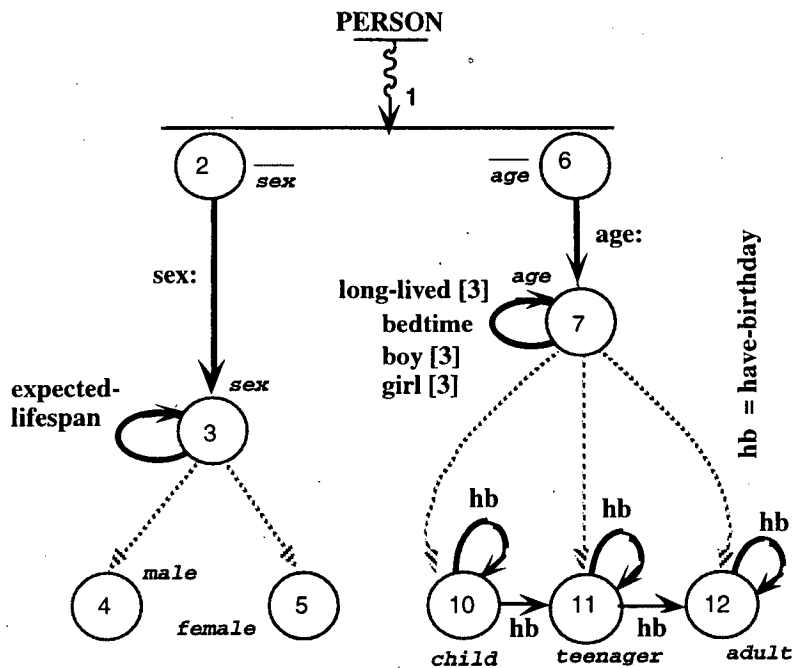 PERSON
1
2
sex
age
6
sex:
age:
long-lived [3]
age
bedtime
7
boy [3]
girl [3]
hb = have-birthday
expected-
lifespan
sex
3
hb
hb
hb
4
male
female
5
10
hb
11
hb
12
child
teenager
adult